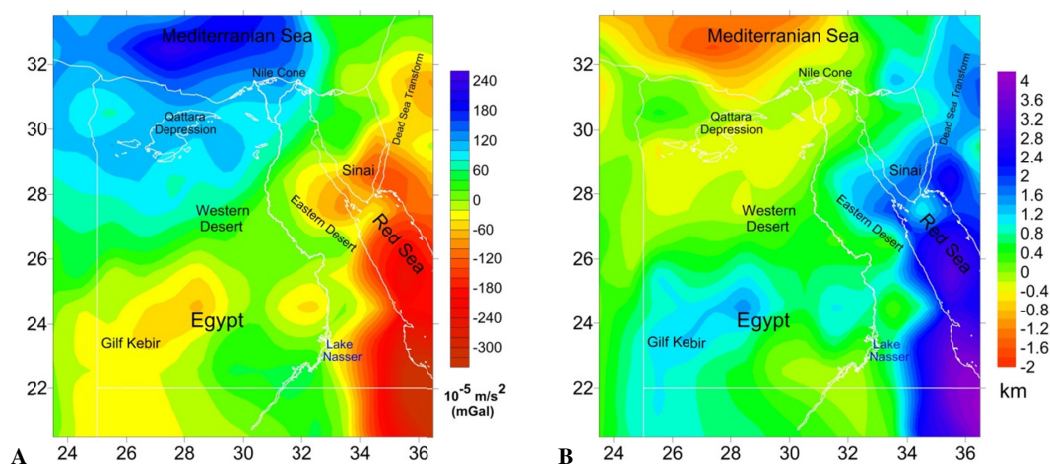 Mediterranian Sea
Nile Cone
Dead Sea Transform
Qattara
Depression
Sinai
Western
Desert
Eastern Desert
Red Sea
Egypt
Gilf Kebir
Lake
Nasser
32
30
28
26
24
22
24 26 28 30 32 34 36
240
180
120
60
0
-60
-120
-180
-240
-300
10⁻⁵ m/s²
(mGal)
A
Mediterranian Sea
Nile Cone
Dead Sea Transform
Qattara
Depression
Sinai
Western
Desert
Eastern Desert
Red Sea
Egypt
Gilf Kebir
Lake
Nasser
32
30
28
26
24
22
24 26 28 30 32 34 36
4
3.6
3.2
2.8
2.4
2
1.6
1.2
0.8
0.4
0
-0.4
-0.8
-1.2
-1.6
-2
km
B